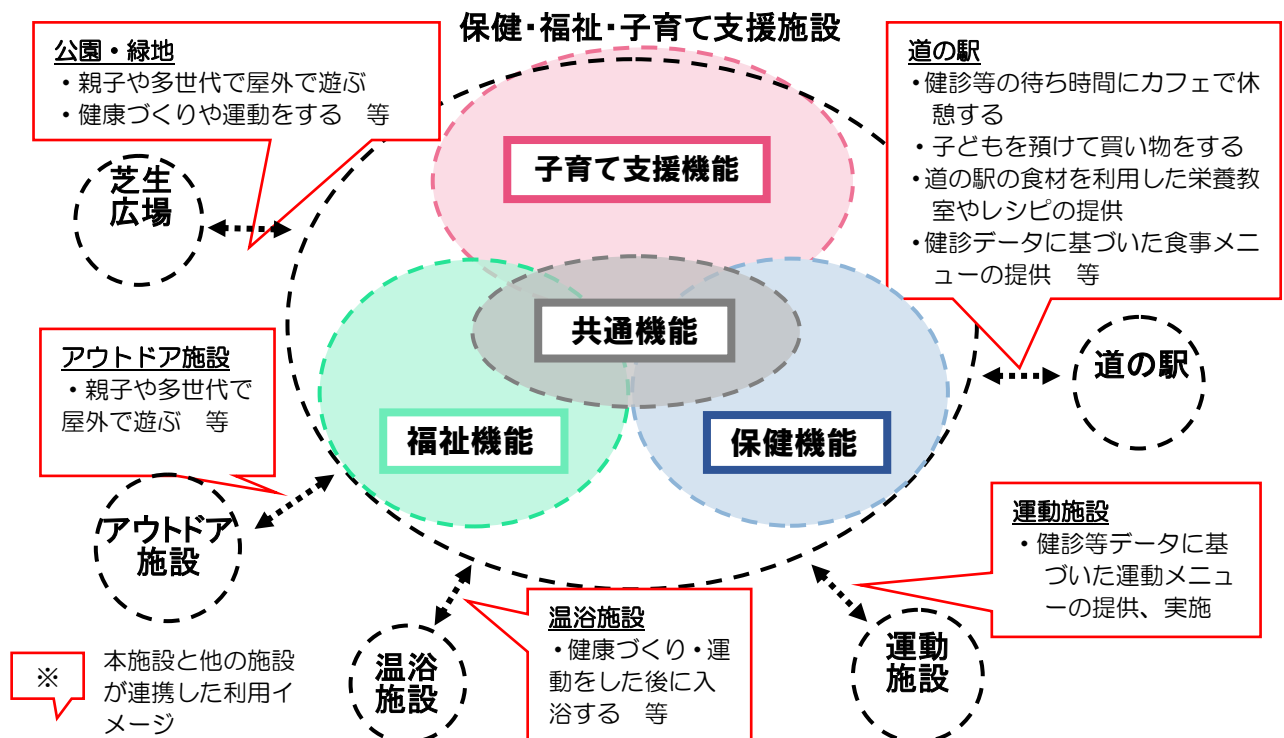 保健・福祉・子育て支援施設
公園・緑地
・親子や多世代で屋外で遊ぶ
・健康づくりや運動をする　等
道の駅
・健診等の待ち時間にカフェで休
憩する
・子どもを預けて買い物をする
・道の駅の食材を利用した栄養教
室やレシピの提供
・健診データに基づいた食事メニ
ューの提供　等
芝生
広場
子育て支援機能
共通機能
福祉機能
保健機能
道の駅
アウトドア施設
・親子や多世代で
屋外で遊ぶ　等
アウトドア
施設
運動施設
・健診等データに基
づいた運動メニュ
ーの提供、実施
温浴
施設
温浴施設
・健康づくり・運
動をした後に入
浴する　等
運動
施設
※
本施設と他の施設
が連携した利用イ
メージ